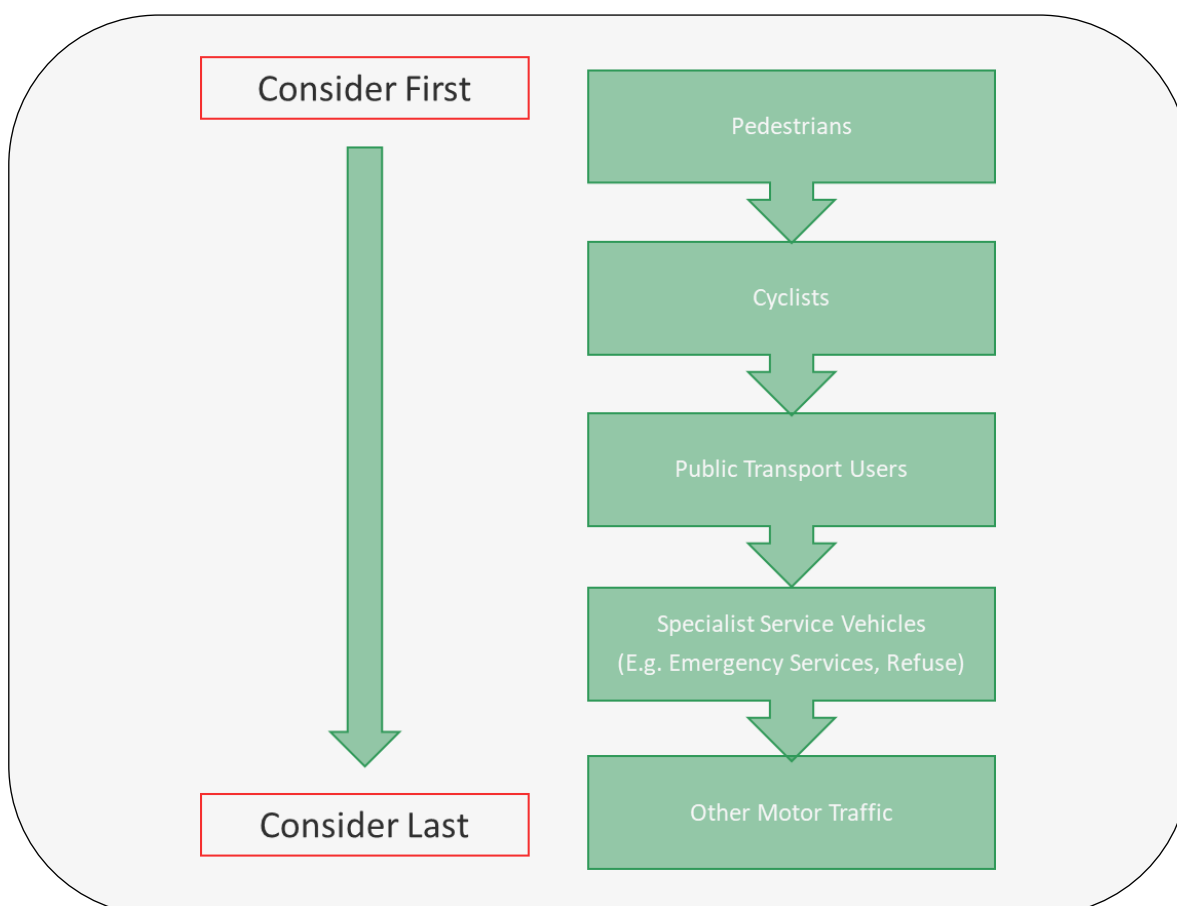 Consider First
Pedestrians
Cyclists
Public Transport Users
Specialist Service Vehicles
(E.g. Emergency Services, Refuse)
Consider Last
Other Motor Traffic